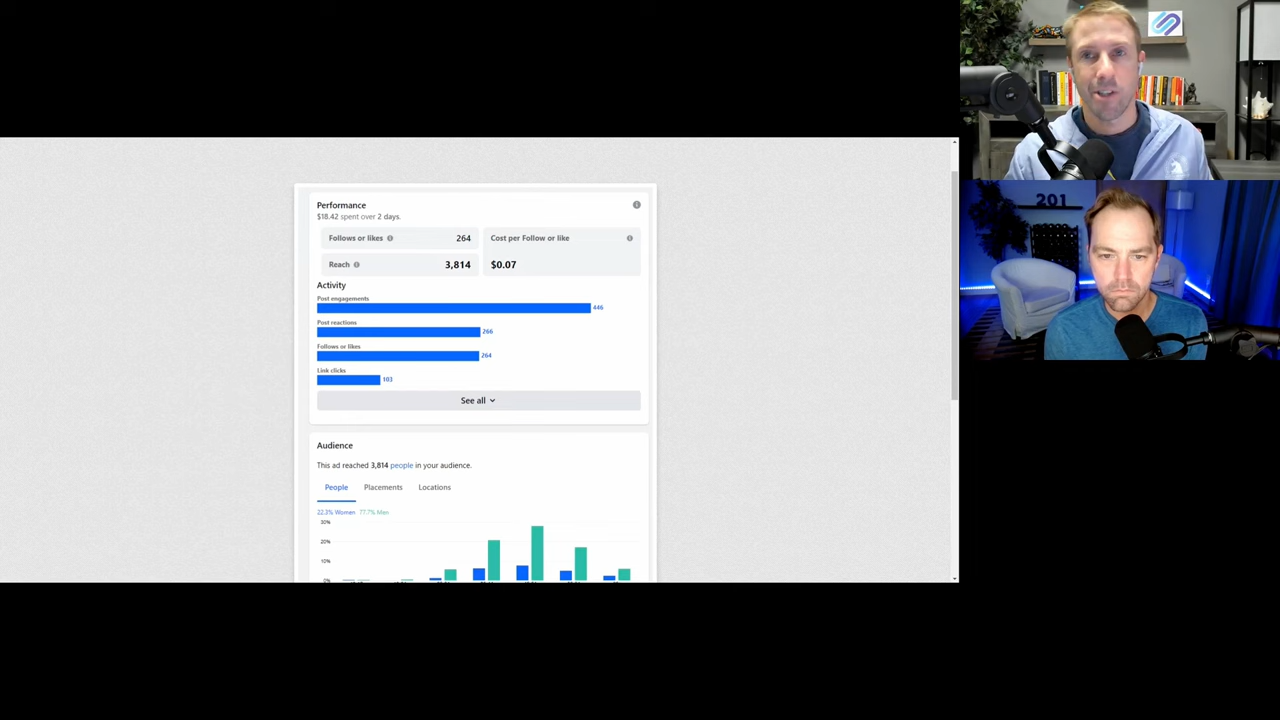 Performance
$18.42 spent over 2 days.
Follows or likes 264
Cost per Follow or like
Reach 3,814
$0.07
Activity
Post engagements
446
Post reactions
266
Follows or likes
264
Link clicks
103
See all
Audience
This ad reached 3,814 people in your audience.
People Placements Locations
22.3% Women 77.7% Men
30%
20%
10%
0%
201